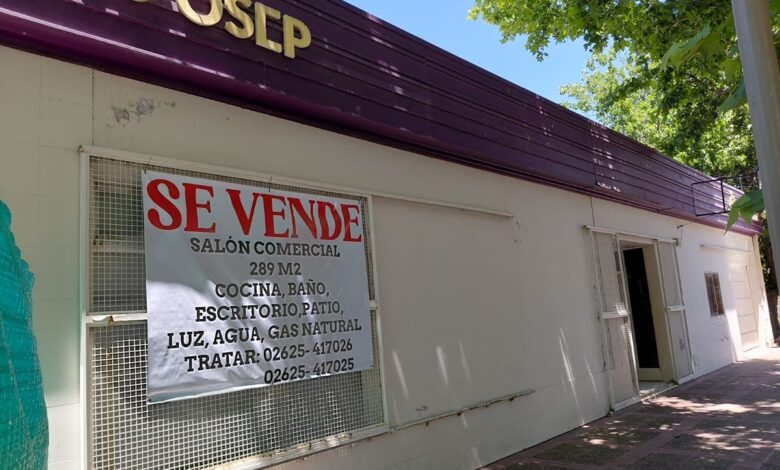 OSEP
SE VENDE
SALÓN COMERCIAL
289 M2
COCINA, BAÑO,
ESCRITORIO,PATIO,
LUZ, AGUA, GAS NATURAL
TRATAR: 02625- 417026
02625- 417025